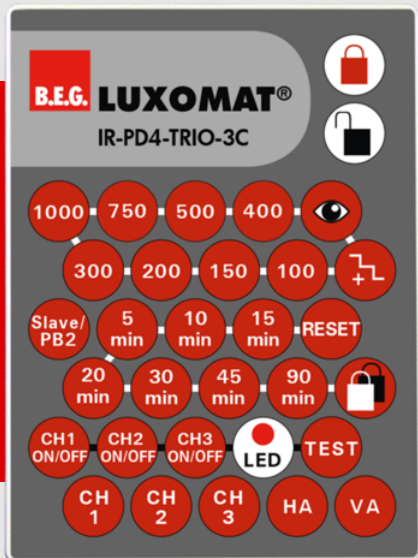 B.E.G. LUXOMAT®
IR-PD4-TRIO-3C
1000 750 500 400
300 200 150 100 +
Slave/
PB2
5
min
10
min
15
min
RESET
20
min
30
min
45
min
90
min
CH1
ON/OFF
CH2
ON/OFF
CH3
ON/OFF
LED
TEST
CH
1
CH
2
CH
3
HA
VA